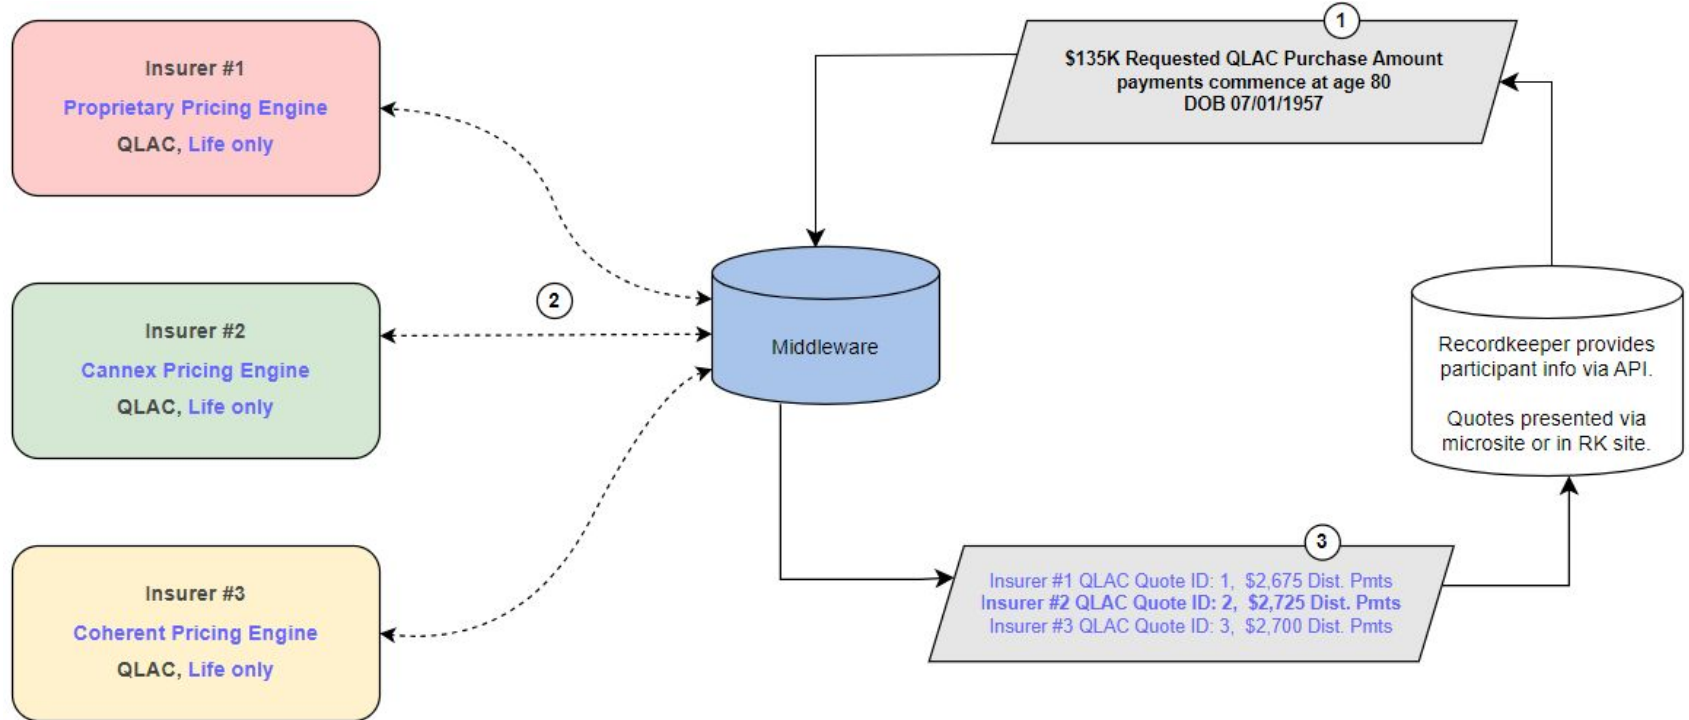 Insurer #1
Proprietary Pricing Engine
QLAC, Life only
1
$135K Requested QLAC Purchase Amount
payments commence at age 80
DOB 07/01/1957
Insurer #2
Cannex Pricing Engine
QLAC, Life only
2
Middleware
Recordkeeper provides
participant info via API.
Quotes presented via
microsite or in RK site.
Insurer #3
Coherent Pricing Engine
QLAC, Life only
3
Insurer #1 QLAC Quote ID: 1, $2,675 Dist. Pmts
Insurer #2 QLAC Quote ID: 2, $2,725 Dist. Pmts
Insurer #3 QLAC Quote ID: 3, $2,700 Dist. Pmts